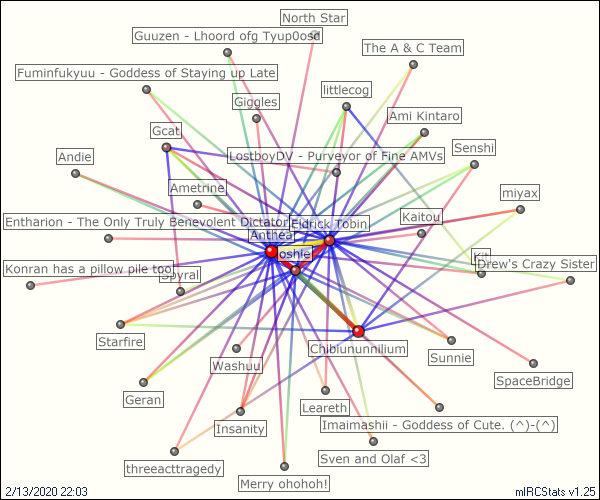 North Star
Guuzen - Lhoord ofg Tyup0osd
The A & C Team
Fuminfukyuu - Goddess of Staying up Late
littlecog
Giggles
Ami Kintaro
Gcat
Senshi
Andie
LostboyDV - Purveyor of Fine AMVs
Ametrine
miyax
Kaitou
Entharion - The Only Truly Benevolent Dictator
Eldrick Tobin
Anthea
oshie
Kit
Drew's Crazy Sister
Konran has a pillow pile too
Spyral
Starfire
Chibiununnilium
Sunnie
Washuu
SpaceBridge
Geran
Leareth
Imaimashii - Goddess of Cute. (^)-(^)
Insanity
Sven and Olaf <3
threeacttragedy
Merry ohohoh!
2/13/2020 22:03
mIRCStats v1.25